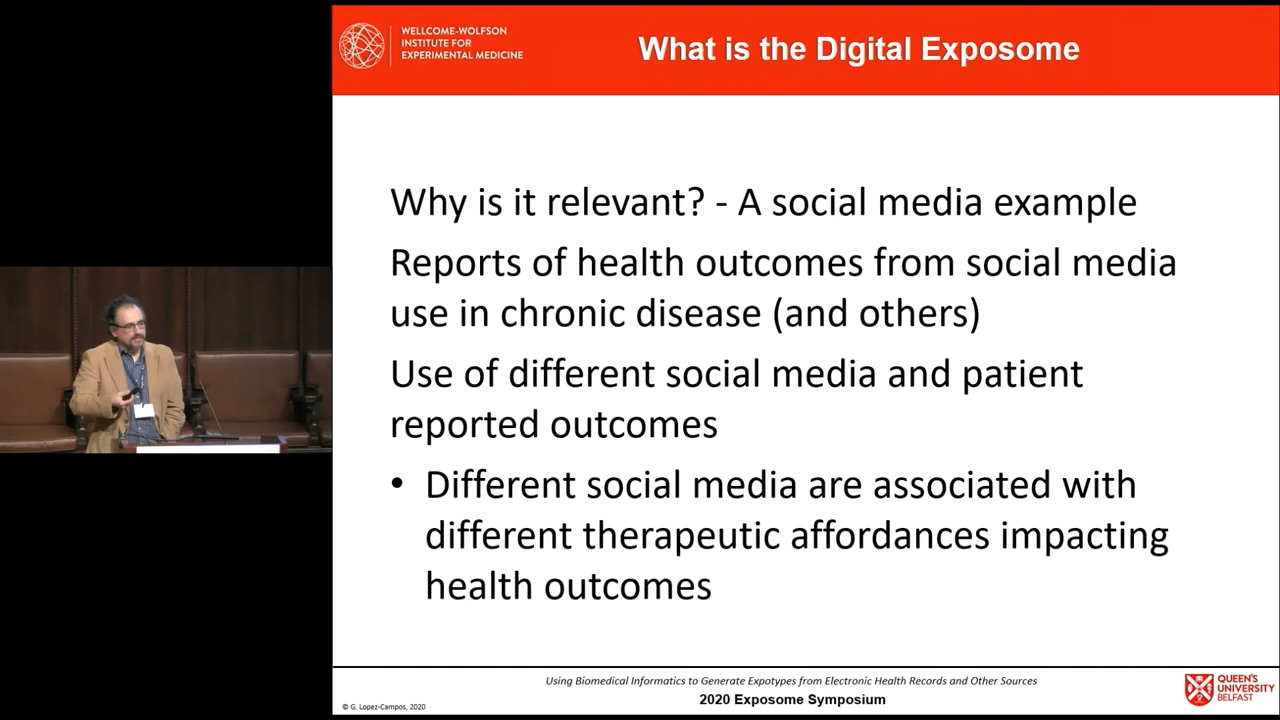 WELLCOME-WOLFSON
INSTITUTE FOR
EXPERIMENTAL MEDICINE
What is the Digital Exposome
Why is it relevant? - A social media example
Reports of health outcomes from social media
use in chronic disease (and others)
Use of different social media and patient
reported outcomes
• Different social media are associated with
different therapeutic affordances impacting
health outcomes
Using Biomedical Informatics to Generate Expotypes from Electronic Health Records and Other Sources
2020 Exposome Symposium
© G. Lopez-Campos, 2020
QUEEN'S
UNIVERSITY
BELFAST